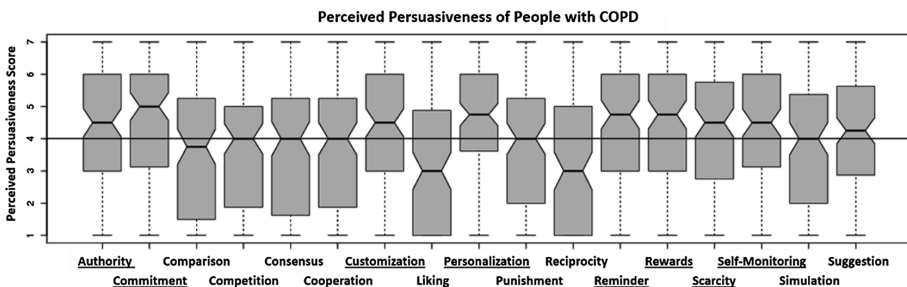 Perceived Persuasiveness of People with COPD
Perceived Persuasiveness Score
7
6
5
4
3
2
1
Authority Comparison Consensus Customization Personalization Reciprocity Rewards Self-Monitoring Suggestion
Commitment Competition Cooperation Liking Punishment Reminder Scarcity Simulation